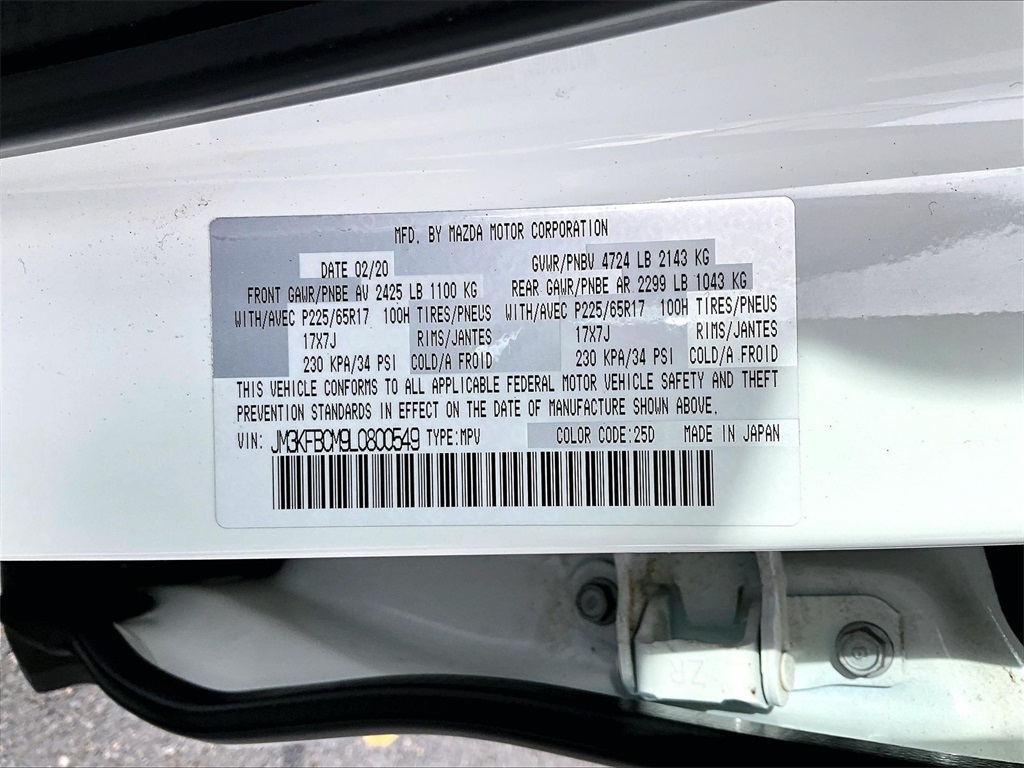 MFD. BY MAZDA MOTOR CORPORATION
DATE 02/20 GVWR/PNBV 4724 LB 2143 KG
FRONT GAWR/PNBE AV 2425 LB 1100 KG REAR GAWR/PNBE AR 2299 LB 1043 KG
WITH/AVEC P225/65R17 100H TIRES/PNEUS WITH/AVEC P225/65R17 100H TIRES/PNEUS
17X7J RIMS/JANTES 17X7J RIMS/JANTES
230 KPA/34 PSI COLD/A FROID 230 KPA/34 PSI COLD/A FROID
THIS VEHICLE CONFORMS TO ALL APPLICABLE FEDERAL MOTOR VEHICLE SAFETY AND THEFT
PREVENTION STANDARDS IN EFFECT ON THE DATE OF MANUFACTURE SHOWN ABOVE.
VIN: JM3KFBCM9L0800549 TYPE:MPV COLOR CODE:25D MADE IN JAPAN
ZR